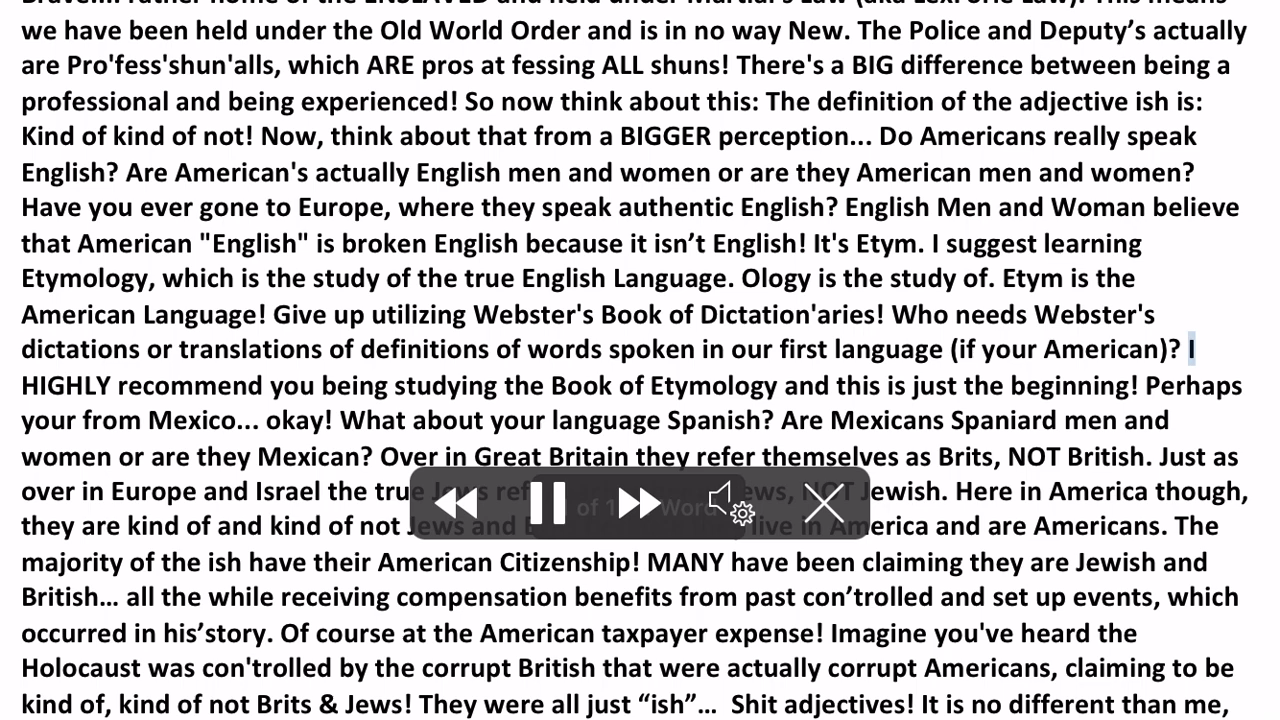 we have been held under the Old World Order and is in no way New. The Police and Deputy’s actually
are Pro'fess'shun'alls, which ARE pros at fessing ALL shuns! There's a BIG difference between being a
professional and being experienced! So now think about this: The definition of the adjective ish is:
Kind of kind of not! Now, think about that from a BIGGER perception... Do Americans really speak
English? Are American's actually English men and women or are they American men and women?
Have you ever gone to Europe, where they speak authentic English? English Men and Woman believe
that American "English" is broken English because it isn’t English! It's Etym. I suggest learning
Etymology, which is the study of the true English Language. Ology is the study of. Etym is the
American Language! Give up utilizing Webster's Book of Dictation'aries! Who needs Webster's
dictations or translations of definitions of words spoken in our first language (if your American)? I
HIGHLY recommend you being studying the Book of Etymology and this is just the beginning! Perhaps
your from Mexico... okay! What about your language Spanish? Are Mexicans Spaniard men and
women or are they Mexican? Over in Great Britain they refer themselves as Brits, NOT British. Just as
over in Europe and Israel the true Jews NOT Jewish. Here in America though,
they are kind of and kind of not Jews and live in America and are Americans. The
majority of the ish have their American Citizenship! MANY have been claiming they are Jewish and
British… all the while receiving compensation benefits from past con’trolled and set up events, which
occurred in his’story. Of course at the American taxpayer expense! Imagine you've heard the
Holocaust was con'trolled by the corrupt British that were actually corrupt Americans, claiming to be
kind of, kind of not Brits & Jews! They were all just “ish”… Shit adjectives! It is no different than me,